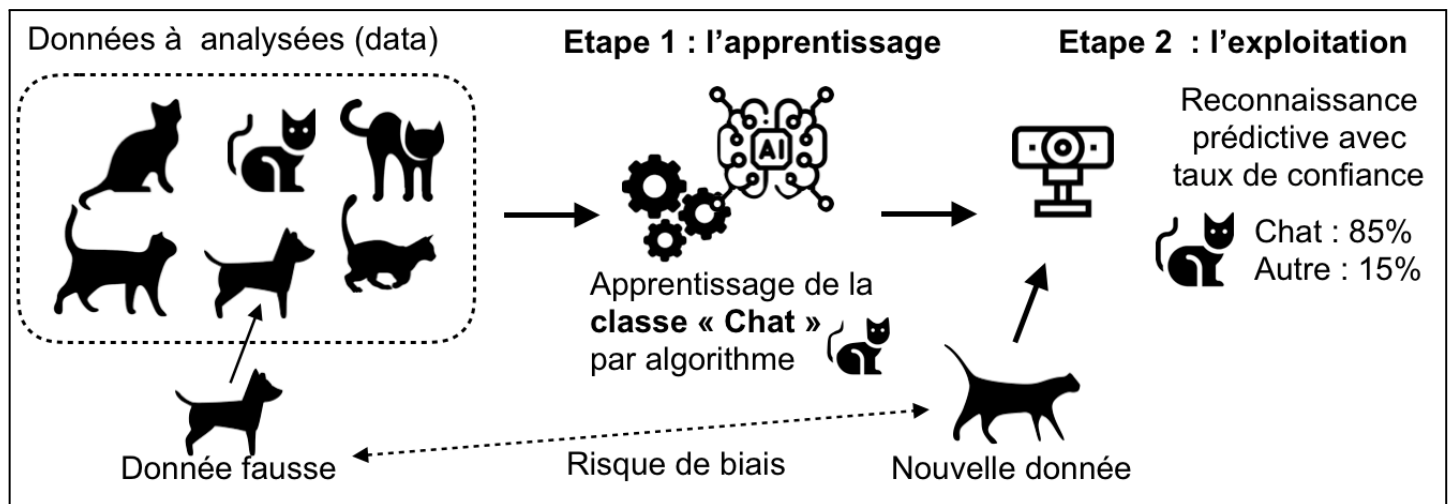 Données à  analysées (data)
Etape 1 : l’apprentissage
Etape 2  : l’exploitation
AI
Reconnaissance
prédictive avec
taux de confiance
Chat : 85%
Autre : 15%
Apprentissage de la
classe « Chat »
par algorithme
Donnée fausse
Risque de biais
Nouvelle donnée